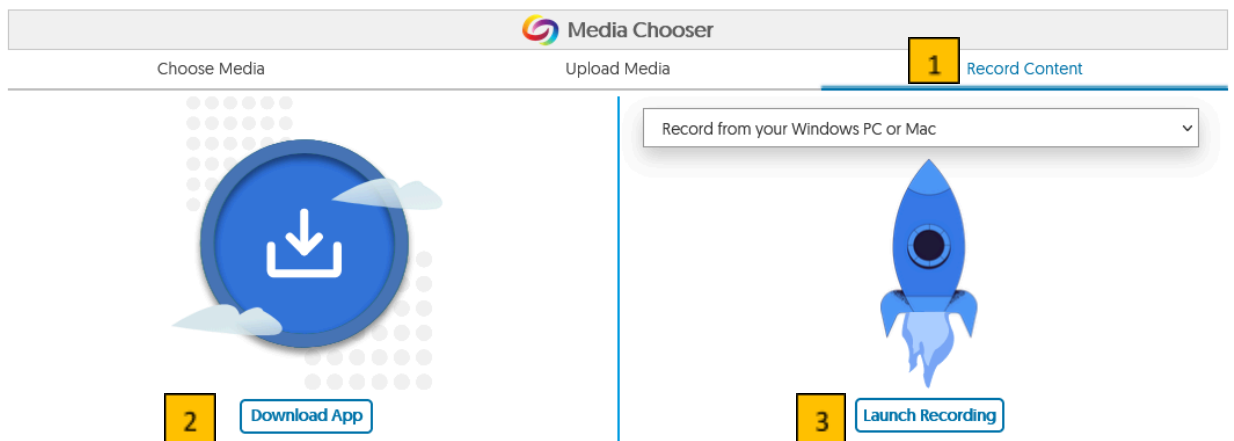 Media Chooser
Choose Media
Upload Media
1
Record Content
Record from your Windows PC or Mac
2
Download App
3
Launch Recording